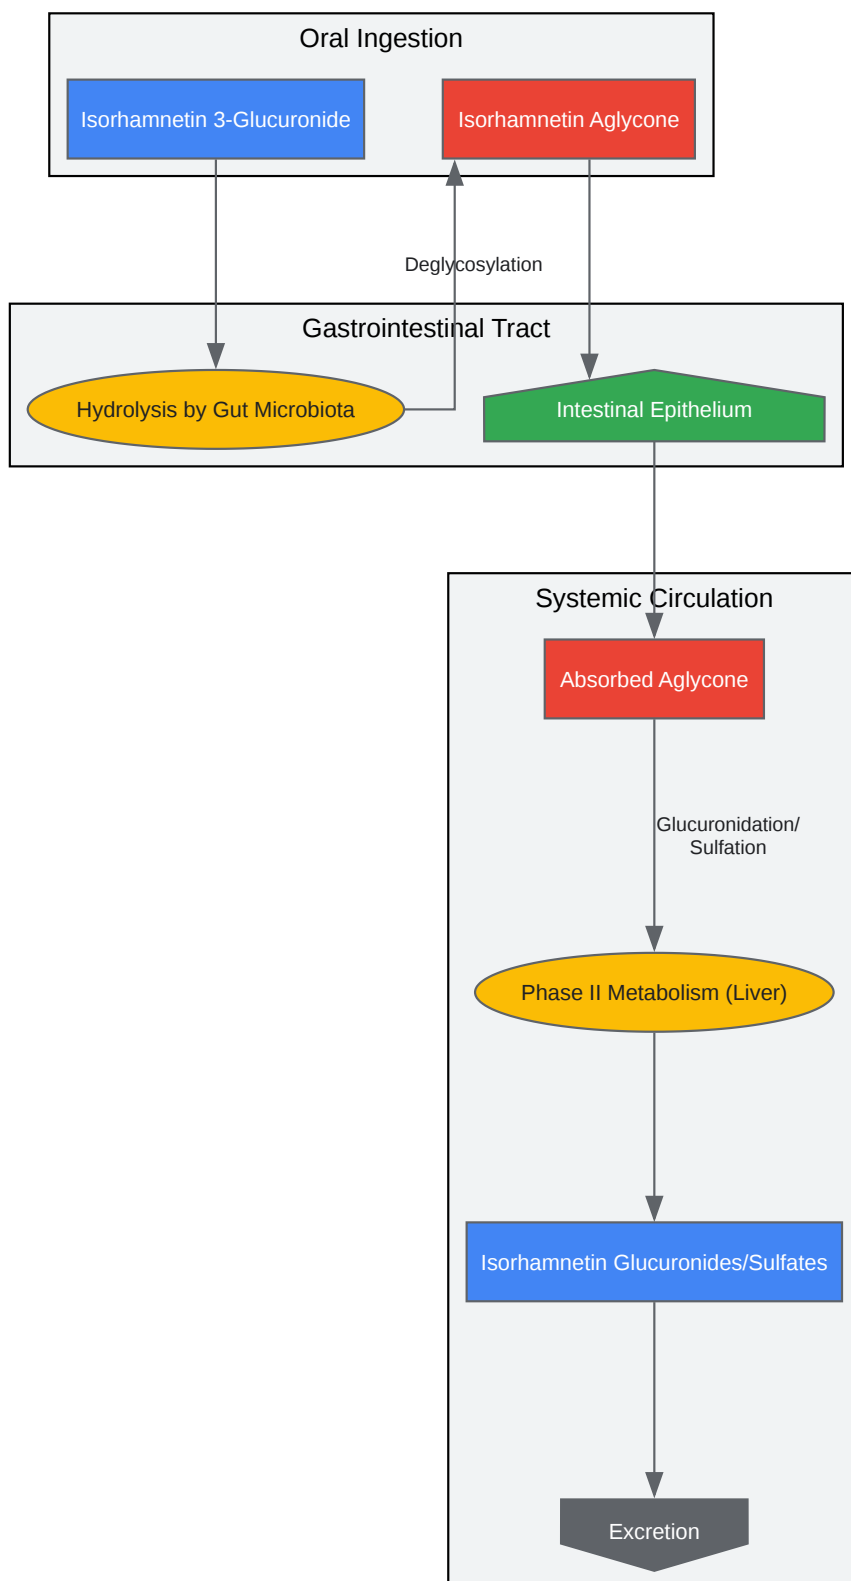 Oral Ingestion
Isorhamnetin 3-Glucuronide
Isorhamnetin Aglycone
Deglycosylation
Gastrointestinal Tract
Hydrolysis by Gut Microbiota
Intestinal Epithelium
Systemic Circulation
Absorbed Aglycone
Glucuronidation/
Sulfation
Phase II Metabolism (Liver)
Isorhamnetin Glucuronides/Sulfates
Excretion